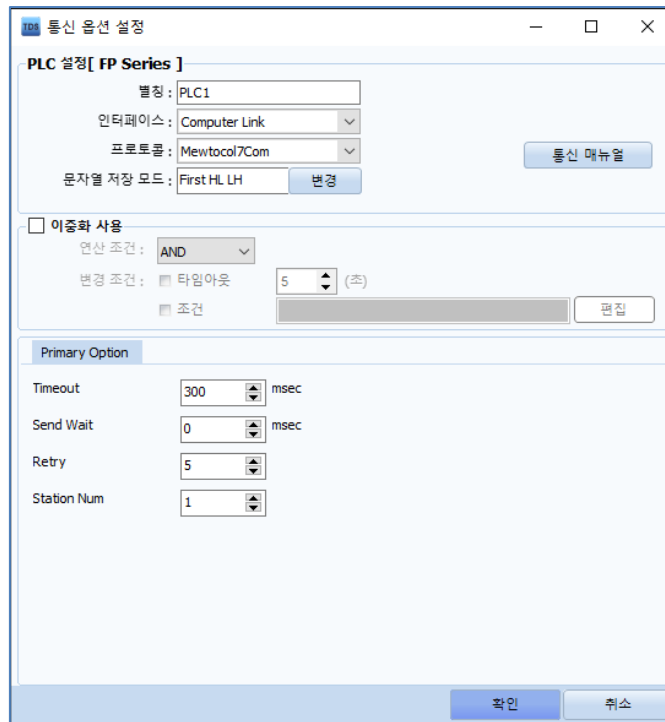 TDS 통신 옵션 설정
PLC 설정[ FP Series ]
별칭 : PLC1
인터페이스 : Computer Link
프로토콜 : Mewtocol7Com
통신 매뉴얼
문자열 저장 모드 : First HL LH 변경
이중화 사용
연산 조건 : AND
변경 조건 : 타임아웃 5 (초)
조건 편집
Primary Option
Timeout 300 msec
Send Wait 0 msec
Retry 5
Station Num 1
확인 취소